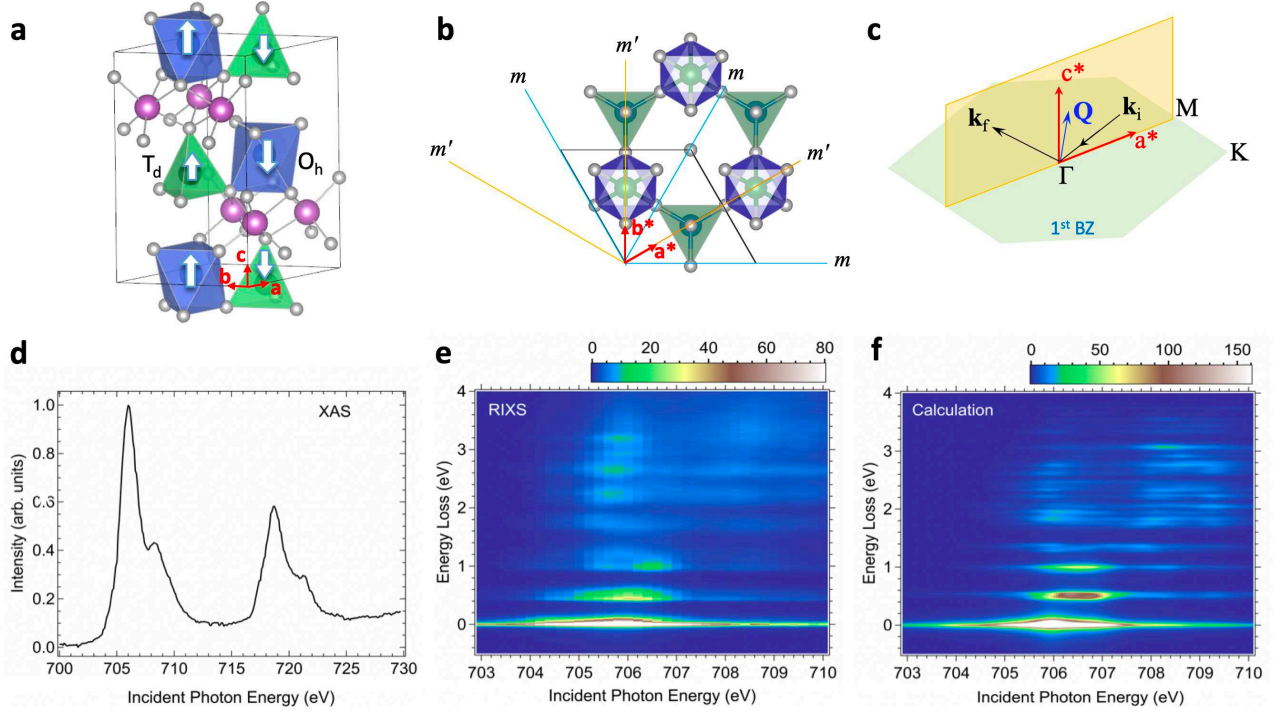 a
T_d
O_h
c
b
a
b
m'
m
m
m'
m'
b*
a*
m
c
c*
k_f
Q
k_i
a*
M
K
Γ
1st BZ
d
XAS
Intensity (arb. units)
1.0
0.8
0.6
0.4
0.2
0.0
700
705
710
715
720
725
730
Incident Photon Energy (eV)
e
0
20
40
60
80
RIXS
Energy Loss (eV)
4
3
2
1
0
703
704
705
706
707
708
709
710
Incident Photon Energy (eV)
f
0
50
100
150
Calculation
Energy Loss (eV)
4
3
2
1
0
703
704
705
706
707
708
709
710
Incident Photon Energy (eV)